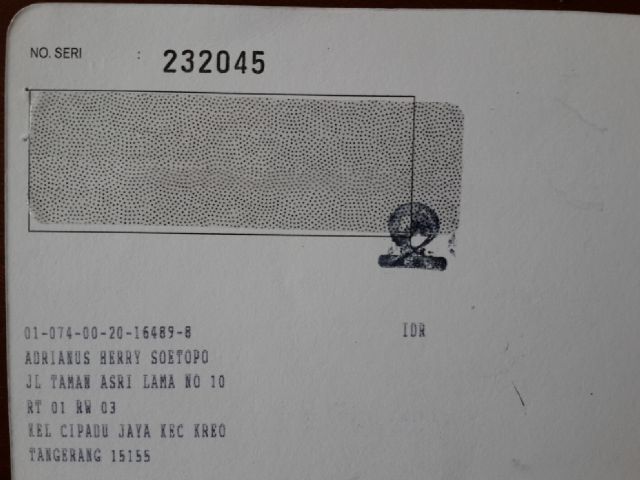 NO. SERI : 232045
01-074-00-20-16489-8 IDR
ADRIANUS HERRY SOETOPO
JL TAMAN ASRI LAMA NO 10
RT 01 RW 03
KEL CIPADU JAYA KEC KREO
TANGERANG 15155